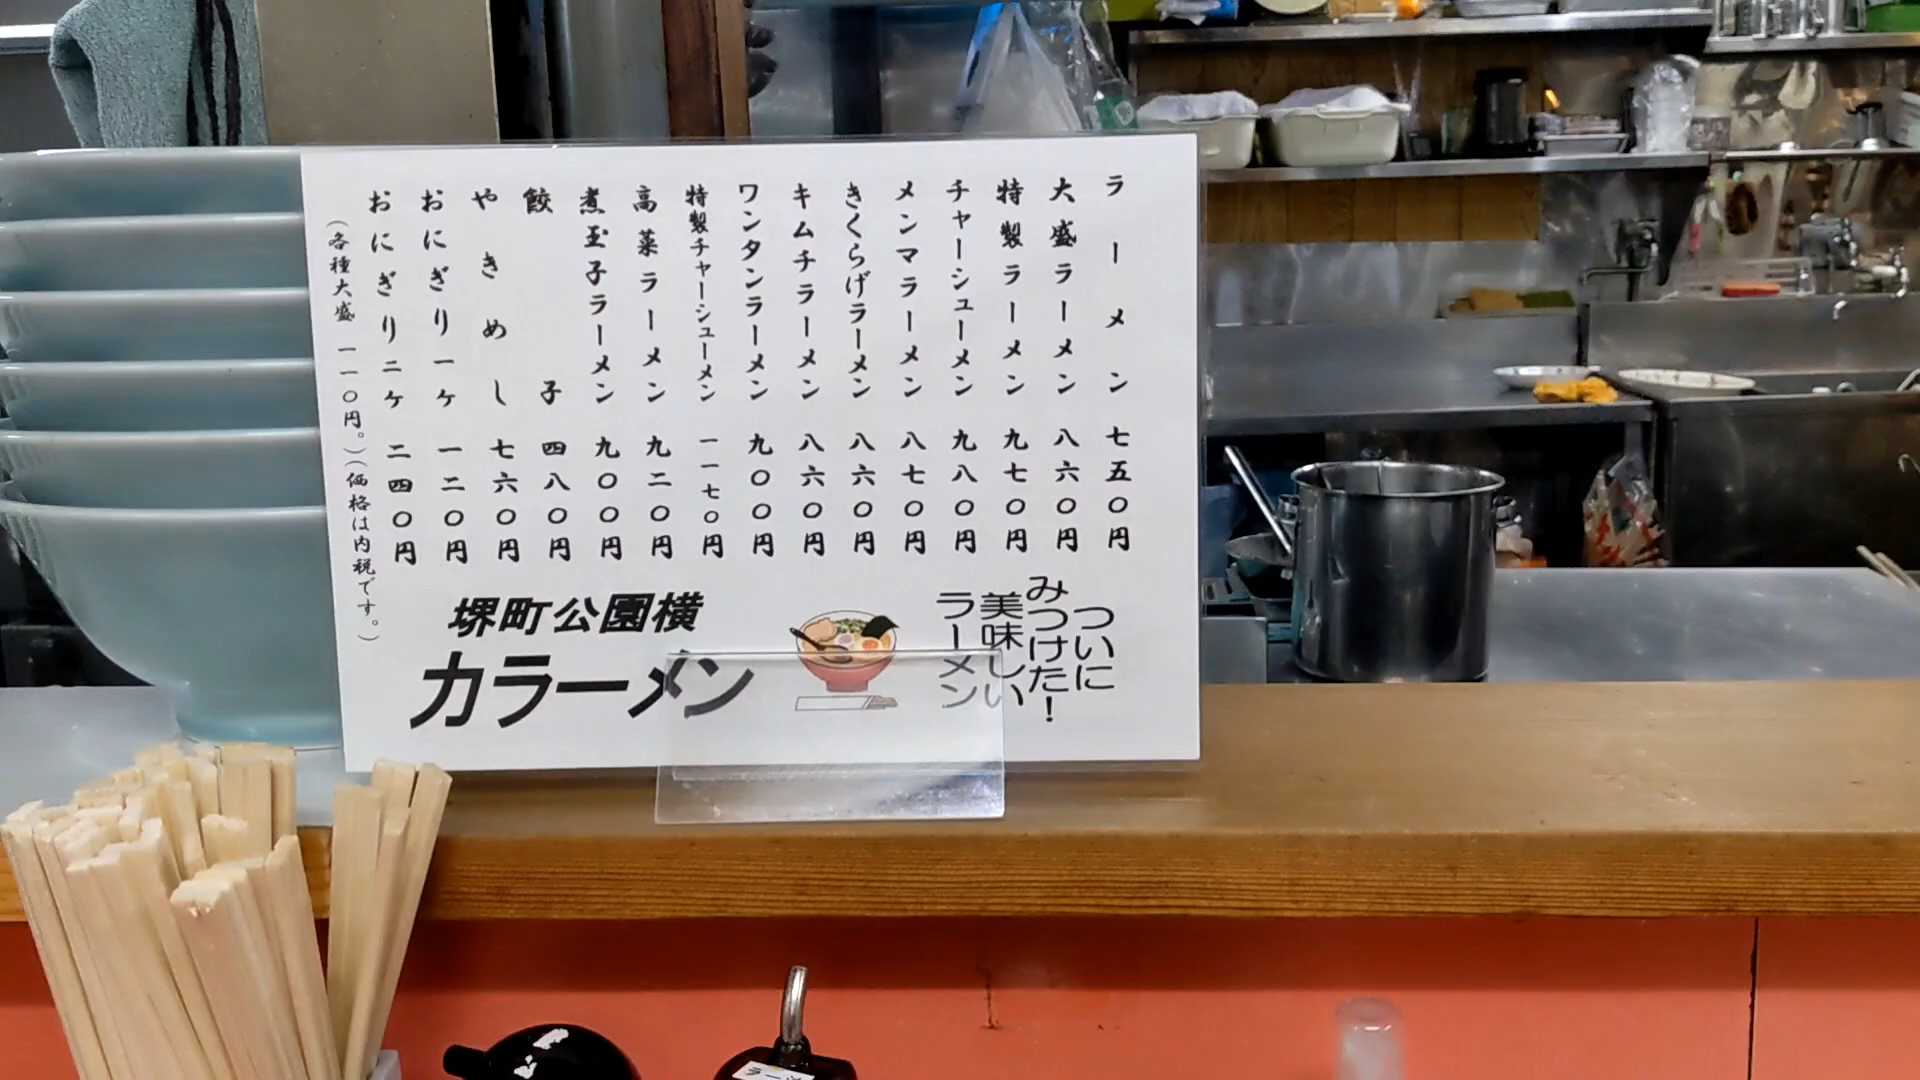 ラーメン 七五〇円
大盛ラーメン 八六〇円
特製ラーメン 九七〇円
チャーシューメン 九八〇円
メンマラーメン 八七〇円
きくらげラーメン 八六〇円
キムチラーメン 八六〇円
ワンタンラーメン 九〇〇円
特製チャーシューメン 一一七〇円
高菜ラーメン 九二〇円
煮玉子ラーメン 九〇〇円
餃子 四八〇円
やきめし 七六〇円
おにぎり一ヶ 一二〇円
おにぎり二ヶ 二四〇円
(各種大盛 一一〇円。)(価格は内税です。)
ついに
みつけた!
美味しい
ラーメン
堺町公園横
力ラーメン